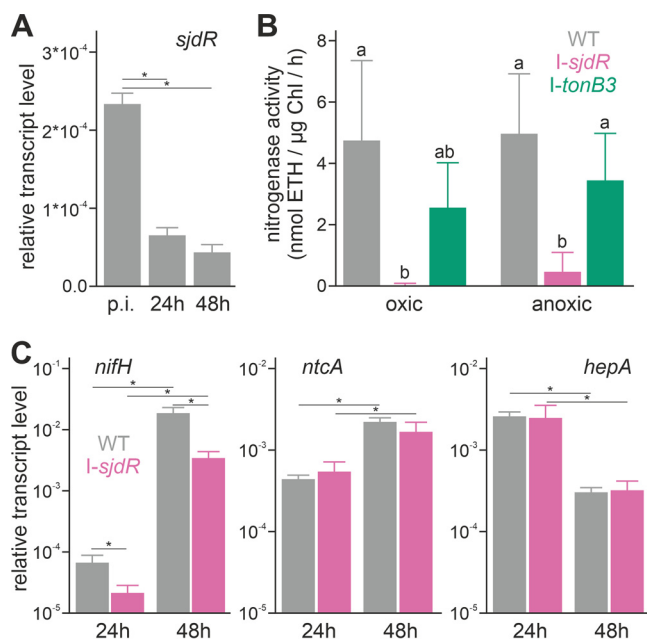 A
sjdR
relative transcript level
3*10⁻⁴
2*10⁻⁴
1*10⁻⁴
0.0
*
*
p.i. 24h 48h
B
WT
I-sjdR
I-tonB3
nitrogenase activity
(nmol ETH / µg Chl / h)
8
6
4
2
0
a
b
ab
a
b
a
oxic
anoxic
C
nifH
relative transcript level
10⁻¹
10⁻²
10⁻³
10⁻⁴
10⁻⁵
WT
I-sjdR
*
*
*
*
24h 48h
ntcA
10⁻²
10⁻³
10⁻⁴
10⁻⁵
*
*
24h 48h
hepA
10⁻²
10⁻³
10⁻⁴
10⁻⁵
*
*
24h 48h